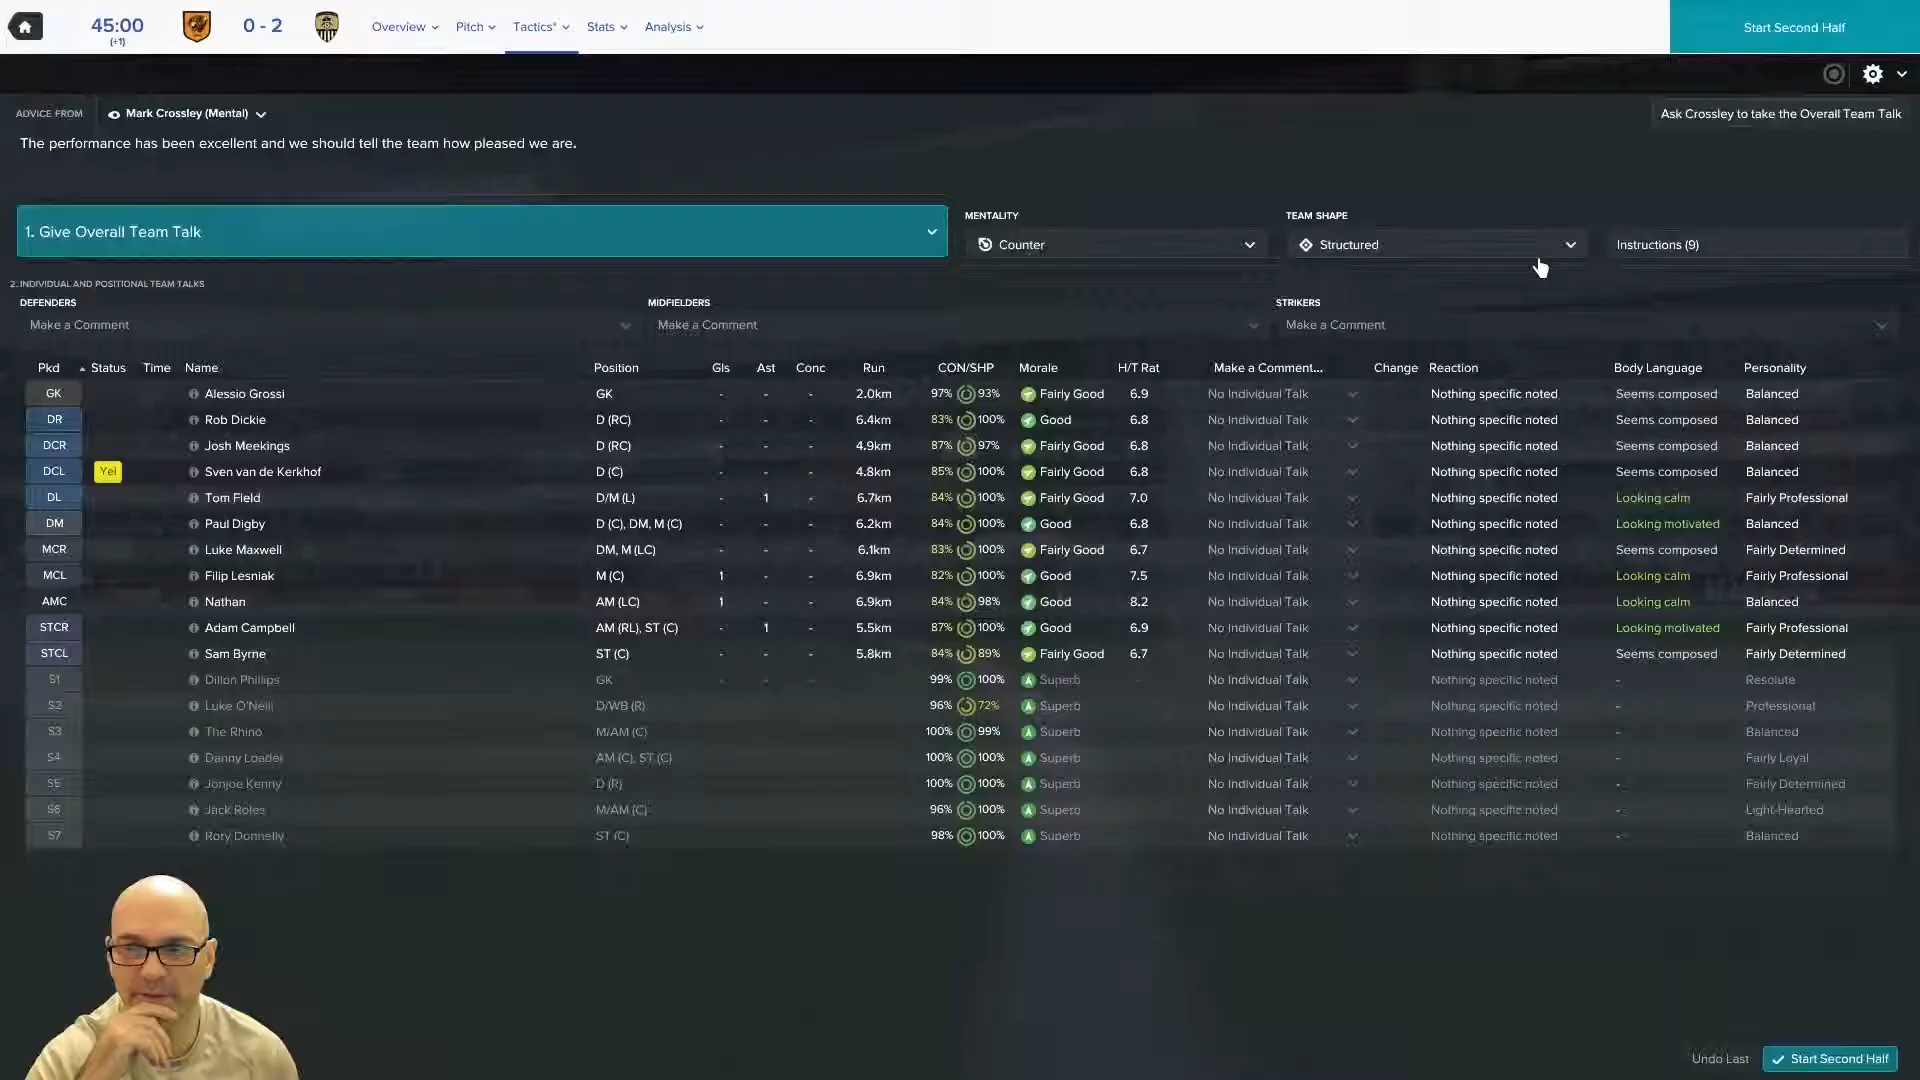 45:00
(+1)
0 - 2
Overview
Pitch
Tactics*
Stats
Analysis
Start Second Half
ADVICE FROM
Mark Crossley (Mental)
Ask Crossley to take the Overall Team Talk
The performance has been excellent and we should tell the team how pleased we are.
1. Give Overall Team Talk
MENTALITY
Counter
TEAM SHAPE
Structured
Instructions (9)
2. INDIVIDUAL AND POSITIONAL TEAM TALKS
DEFENDERS MIDFIELDERS STRIKERS
Make a Comment Make a Comment Make a Comment
Pkd Status Time Name Position Gls Ast Conc Run CON/SHP Morale H/T Rat Make a Comment... Change Reaction Body Language Personality
GK Alessio Grossi GK - - - 2.0km 97% 93% Fairly Good 6.9 No Individual Talk Nothing specific noted Seems composed Balanced
DR Rob Dickie D (RC) - - - 6.4km 83% 100% Good 6.8 No Individual Talk Nothing specific noted Seems composed Balanced
DCR Josh Meekings D (RC) - - - 4.9km 87% 97% Fairly Good 6.8 No Individual Talk Nothing specific noted Seems composed Balanced
DCL Yel Sven van de Kerkhof D (C) - - - 4.8km 85% 100% Fairly Good 6.8 No Individual Talk Nothing specific noted Seems composed Balanced
DL Tom Field D/M (L) - 1 - 6.7km 84% 100% Fairly Good 7.0 No Individual Talk Nothing specific noted Looking calm Fairly Professional
DM Paul Digby D (C), DM, M (C) - - - 6.2km 84% 100% Good 6.8 No Individual Talk Nothing specific noted Looking motivated Balanced
MCR Luke Maxwell DM, M (LC) - - - 6.1km 83% 100% Fairly Good 6.7 No Individual Talk Nothing specific noted Seems composed Fairly Determined
MCL Filip Lesniak M (C) 1 - - 6.9km 82% 100% Good 7.5 No Individual Talk Nothing specific noted Looking calm Fairly Professional
AMC Nathan AM (LC) 1 - - 6.9km 84% 98% Good 8.2 No Individual Talk Nothing specific noted Looking calm Balanced
STCR Adam Campbell AM (RL), ST (C) - 1 - 5.5km 87% 100% Good 6.9 No Individual Talk Nothing specific noted Looking motivated Fairly Professional
STCL Sam Byrne ST (C) - - - 5.8km 84% 89% Fairly Good 6.7 No Individual Talk Nothing specific noted Seems composed Fairly Determined
S1 Dillon Phillips GK - - - 99% 100% Superb - No Individual Talk Nothing specific noted - Resolute
S2 Luke O'Neill D/WB (R) 96% 72% Superb No Individual Talk Nothing specific noted - Professional
S3 The Rhino M/AM (C) 100% 99% Superb No Individual Talk Nothing specific noted - Balanced
S4 Danny Loader AM (C), ST (C) 100% 100% Superb No Individual Talk Nothing specific noted - Fairly Loyal
S5 Jonjoe Kenny D (R) 100% 100% Superb No Individual Talk Nothing specific noted - Fairly Determined
S6 Jack Roles M/AM (C) 96% 100% Superb No Individual Talk Nothing specific noted - Light-Hearted
S7 Rory Donnelly ST (C) 98% 100% Superb No Individual Talk Nothing specific noted - Balanced
Undo Last
Start Second Half